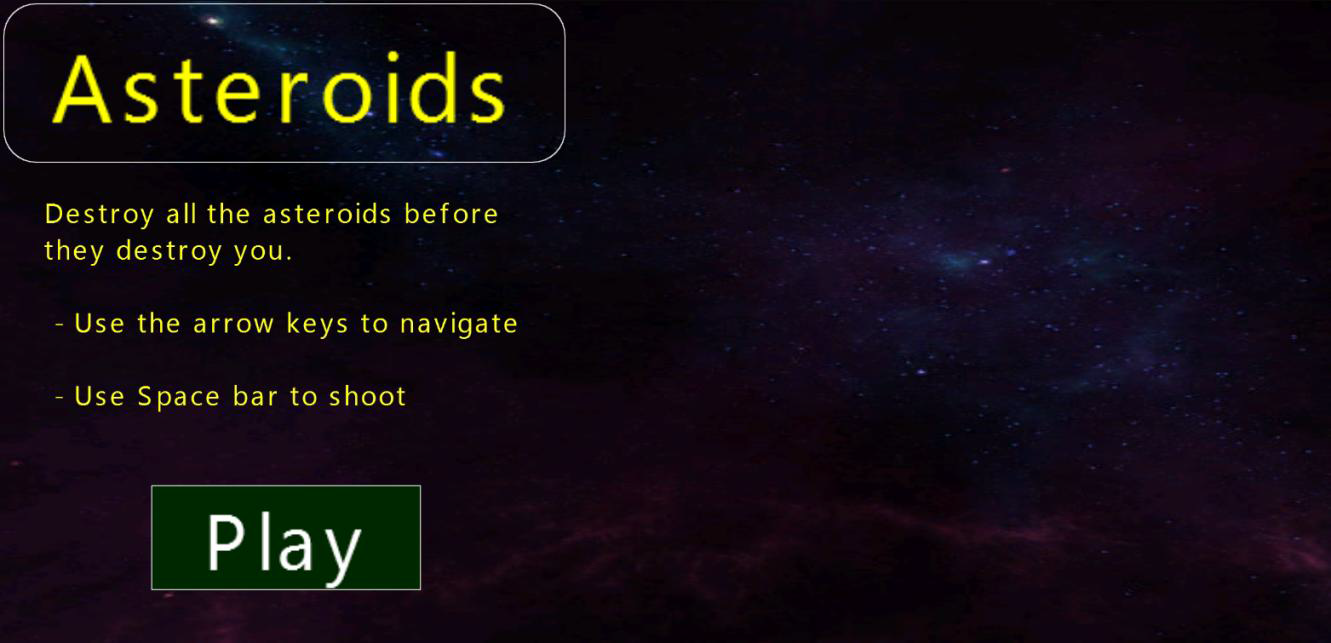 Asteroids
Destroy all the asteroids before
they destroy you.
- Use the arrow keys to navigate
- Use Space bar to shoot
Play